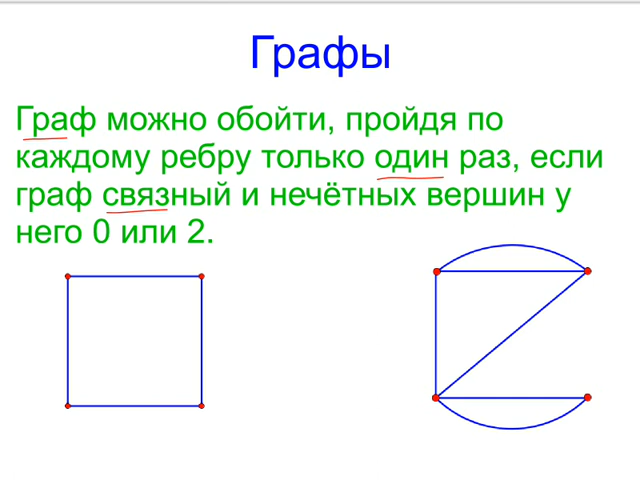 Графы
Граф можно обойти, пройдя по
каждому ребру только один раз, если
граф связный и нечётных вершин у
него 0 или 2.